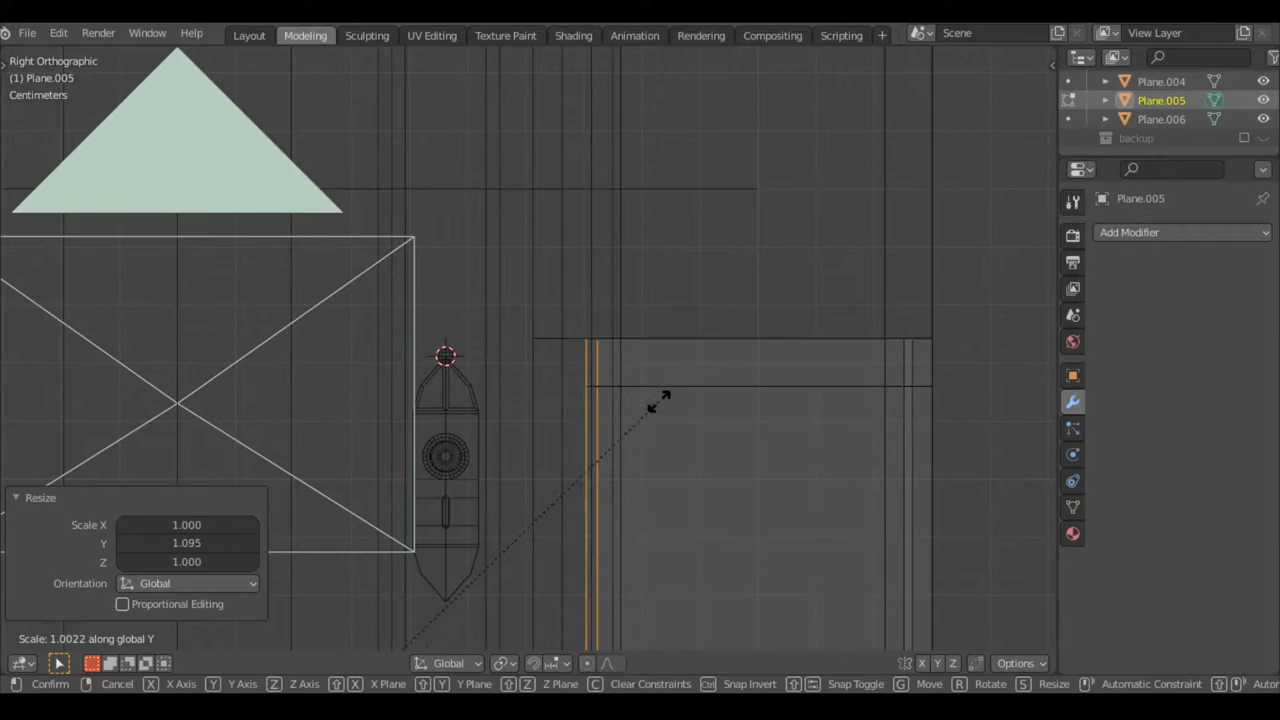 File Edit Render Window Help Layout Modeling Sculpting UV Editing Texture Paint Shading Animation Rendering Compositing Scripting + Scene View Layer
Right Orthographic
(1) Plane.005
Centimeters
Plane.004
Plane.005
Plane.006
backup
Plane.005
Add Modifier
Resize
Scale X 1.000
Y 1.095
Z 1.000
Orientation Global
Proportional Editing
Scale: 1.0022 along global Y
Global X Y Z Options
Confirm Cancel X X Axis Y Y Axis Z Z Axis X X Plane Y Y Plane Z Z Plane C Clear Constraints Ctrl Snap Invert Snap Toggle G Move R Rotate S Resize Automatic Constraint Auto